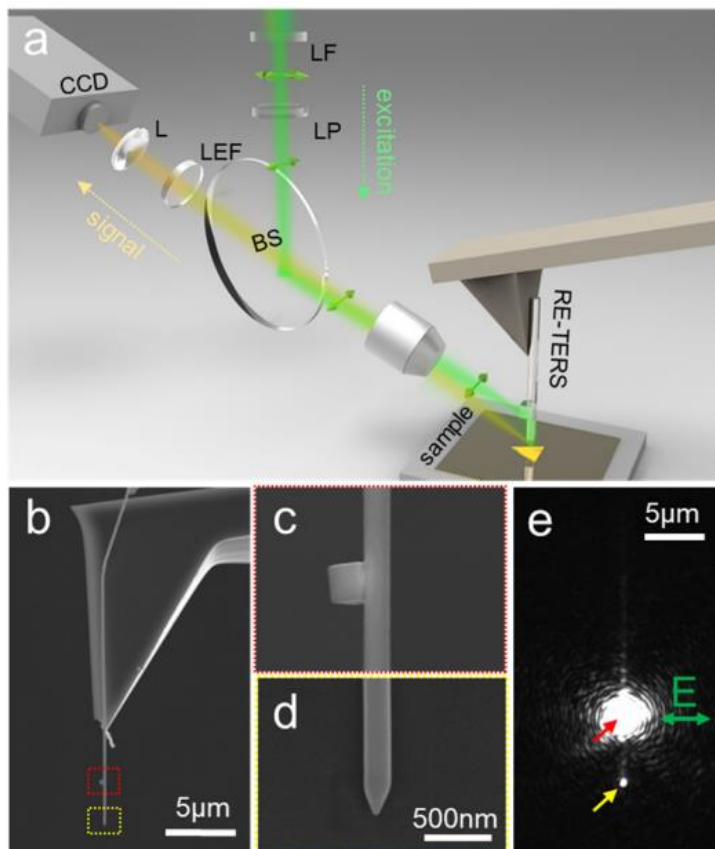 a
CCD
L
LEF
BS
LF
LP
excitation
signal
RE-TERS
sample
b
5μm
c
d
500nm
e
5μm
E